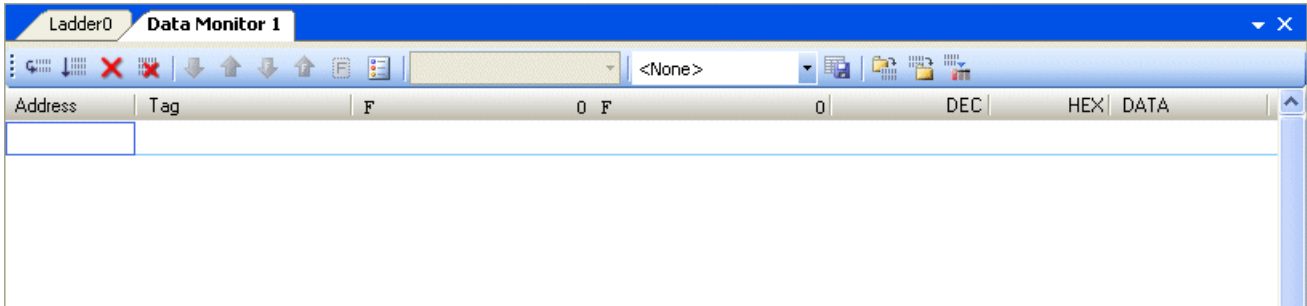 Ladder0 Data Monitor 1
<None>
Address Tag F 0 F 0 DEC HEX DATA